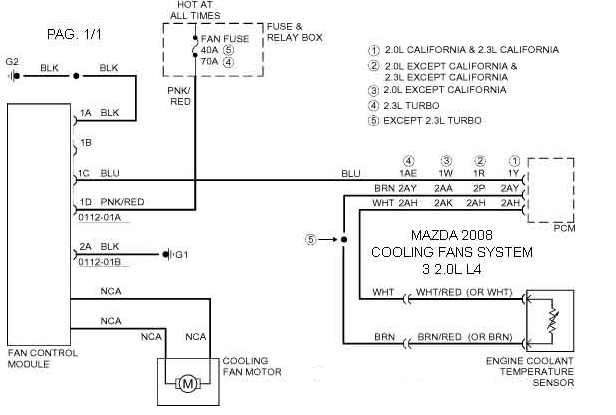 HOT AT
ALL TIMES
PAG. 1/1
FUSE &
RELAY BOX
FAN FUSE
40A 5
70A 4
1 2.0L CALIFORNIA & 2.3L CALIFORNIA
2 2.0L EXCEPT CALIFORNIA &
2.3L EXCEPT CALIFORNIA
3 2.0L EXCEPT CALIFORNIA
4 2.3L TURBO
5 EXCEPT 2.3L TURBO
G2
BLK BLK
PNK/
RED
1A BLK
1B
1C BLU
1D PNK/RED
0112-01A
2A BLK
G1
0112-01B
NCA
NCA
NCA NCA
FAN CONTROL
MODULE
M
COOLING
FAN MOTOR
4 3 2 1
BLU 1AE 1W 1R 1Y
BRN 2AY 2AA 2P 2AY
WHT 2AH 2AK 2AH 2AH
PCM
5
MAZDA 2008
COOLING FANS SYSTEM
3 2.0L L4
WHT WHT/RED (OR WHT)
BRN BRN/RED (OR BRN)
ENGINE COOLANT
TEMPERATURE
SENSOR